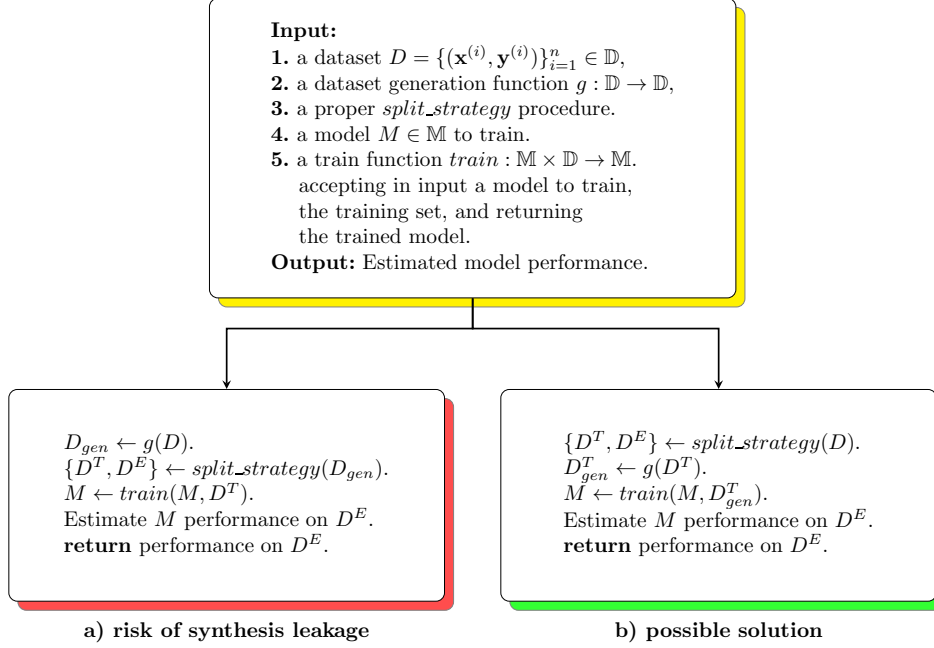 Input:
1. a dataset D = {(x^(i), y^(i))}_{i=1}^n ∈ 𝔻,
2. a dataset generation function g : 𝔻 → 𝔻,
3. a proper split_strategy procedure.
4. a model M ∈ 𝕄 to train.
5. a train function train : 𝕄 × 𝔻 → 𝕄.
accepting in input a model to train,
the training set, and returning
the trained model.
Output: Estimated model performance.
D_gen ← g(D).
{D^T, D^E} ← split_strategy(D_gen).
M ← train(M, D^T).
Estimate M performance on D^E.
return performance on D^E.
a) risk of synthesis leakage
{D^T, D^E} ← split_strategy(D).
D^T_gen ← g(D^T).
M ← train(M, D^T_gen).
Estimate M performance on D^E.
return performance on D^E.
b) possible solution